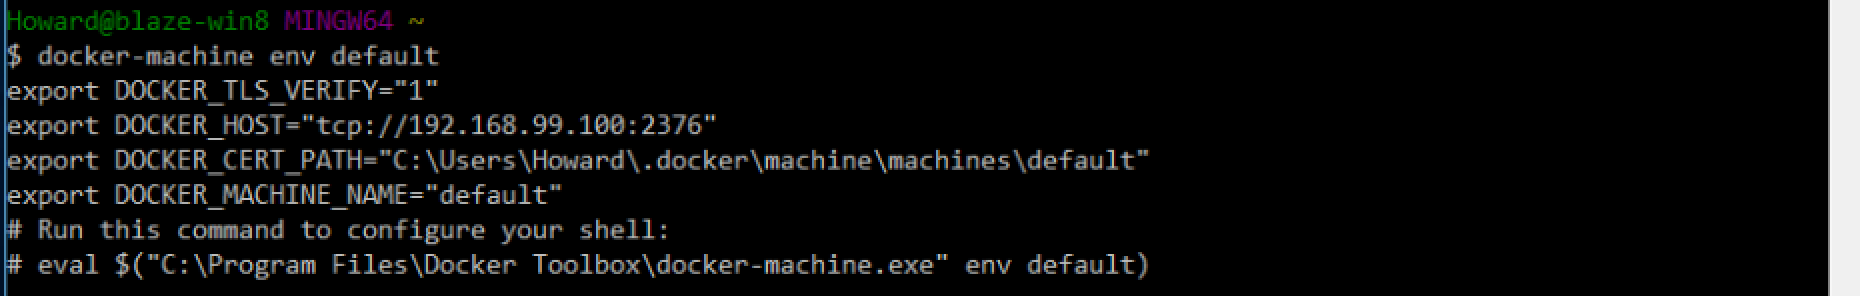 Howard@blaze-win8 MINGW64 ~
$ docker-machine env default
export DOCKER_TLS_VERIFY="1"
export DOCKER_HOST="tcp://192.168.99.100:2376"
export DOCKER_CERT_PATH="C:\Users\Howard\.docker\machine\machines\default"
export DOCKER_MACHINE_NAME="default"
# Run this command to configure your shell:
# eval $("C:\Program Files\Docker Toolbox\docker-machine.exe" env default)